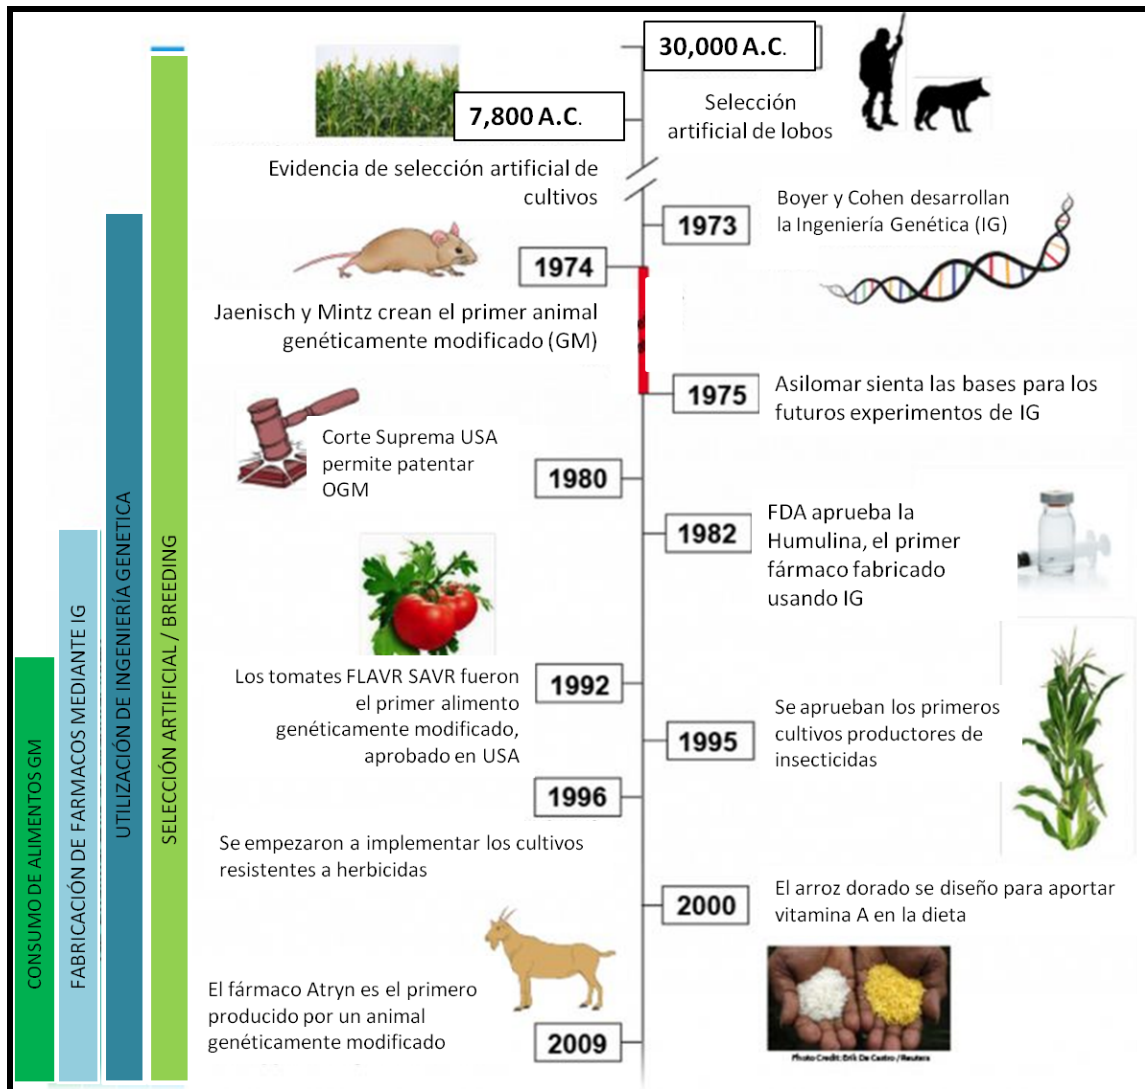 30,000 A.C.
Selección
artificial de lobos
7,800 A.C.
Evidencia de selección artificial de
cultivos
1973
Boyer y Cohen desarrollan
la Ingeniería Genética (IG)
1974
Jaenisch y Mintz crean el primer animal
genéticamente modificado (GM)
1975
Asilomar sienta las bases para los
futuros experimentos de IG
Corte Suprema USA
permite patentar
OGM
1980
1982
FDA aprueba la
Humulina, el primer
fármaco fabricado
usando IG
Los tomates FLAVR SAVR fueron
el primer alimento
genéticamente modificado,
aprobado en USA
1992
1995
Se aprueban los primeros
cultivos productores de
insecticidas
1996
Se empezaron a implementar los cultivos
resistentes a herbicidas
2000
El arroz dorado se diseño para aportar
vitamina A en la dieta
Photo Credit: Erik De Castro / Reuters
El fármaco Atryn es el primero
producido por un animal
genéticamente modificado
2009
CONSUMO DE ALIMENTOS GM
FABRICACIÓN DE FARMACOS MEDIANTE IG
UTILIZACIÓN DE INGENIERÍA GENETICA
SELECCIÓN ARTIFICIAL / BREEDING